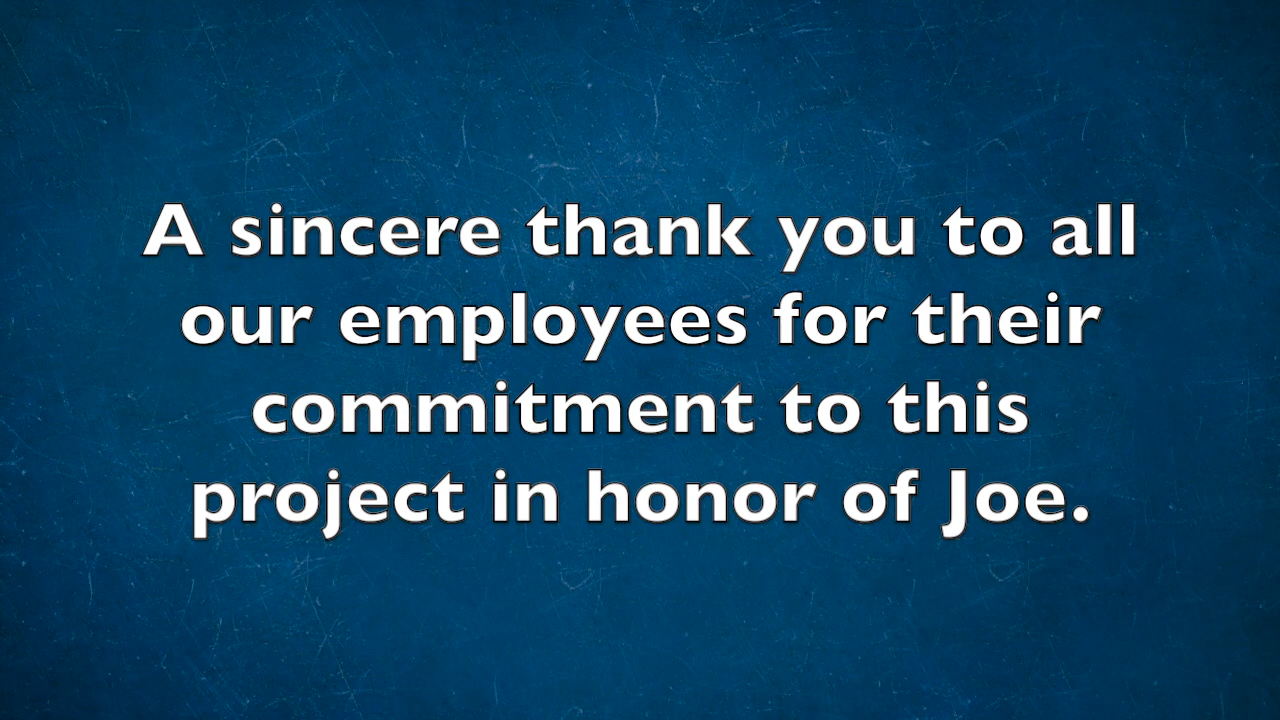 A sincere thank you to all
our employees for their
commitment to this
project in honor of Joe.